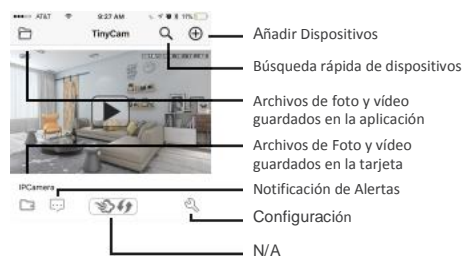 AT&T 9:27 AM 11%
TinyCam
Añadir Dispositivos
Búsqueda rápida de dispositivos
Archivos de foto y vídeo
guardados en la aplicación
Archivos de Foto y vídeo
guardados en la tarjeta
IPCamera
Notificación de Alertas
Configuración
N/A